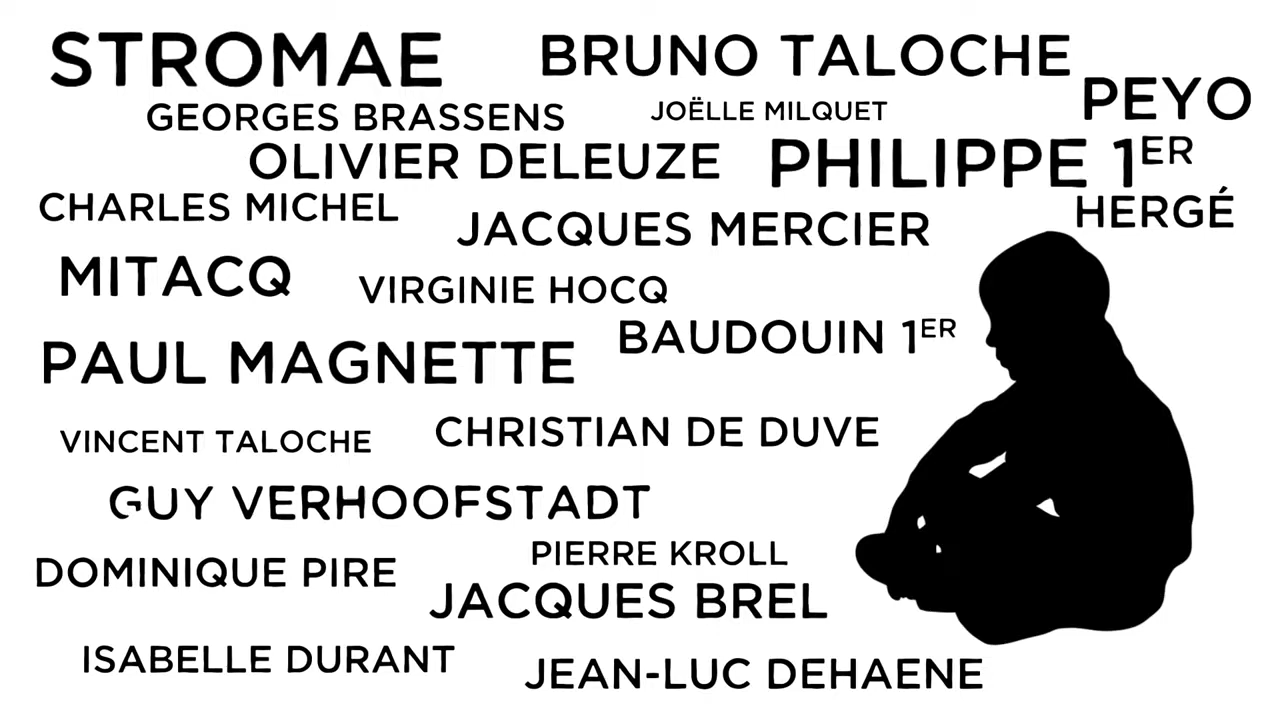 STROMAE
BRUNO TALOCHE
PEYO
GEORGES BRASSENS
JOËLLE MILQUET
OLIVIER DELEUZE
PHILIPPE 1ER
CHARLES MICHEL
HERGÉ
JACQUES MERCIER
MITACQ
VIRGINIE HOCQ
BAUDOUIN 1ER
PAUL MAGNETTE
VINCENT TALOCHE
CHRISTIAN DE DUVE
GUY VERHOOFSTADT
PIERRE KROLL
DOMINIQUE PIRE
JACQUES BREL
ISABELLE DURANT
JEAN-LUC DEHAENE